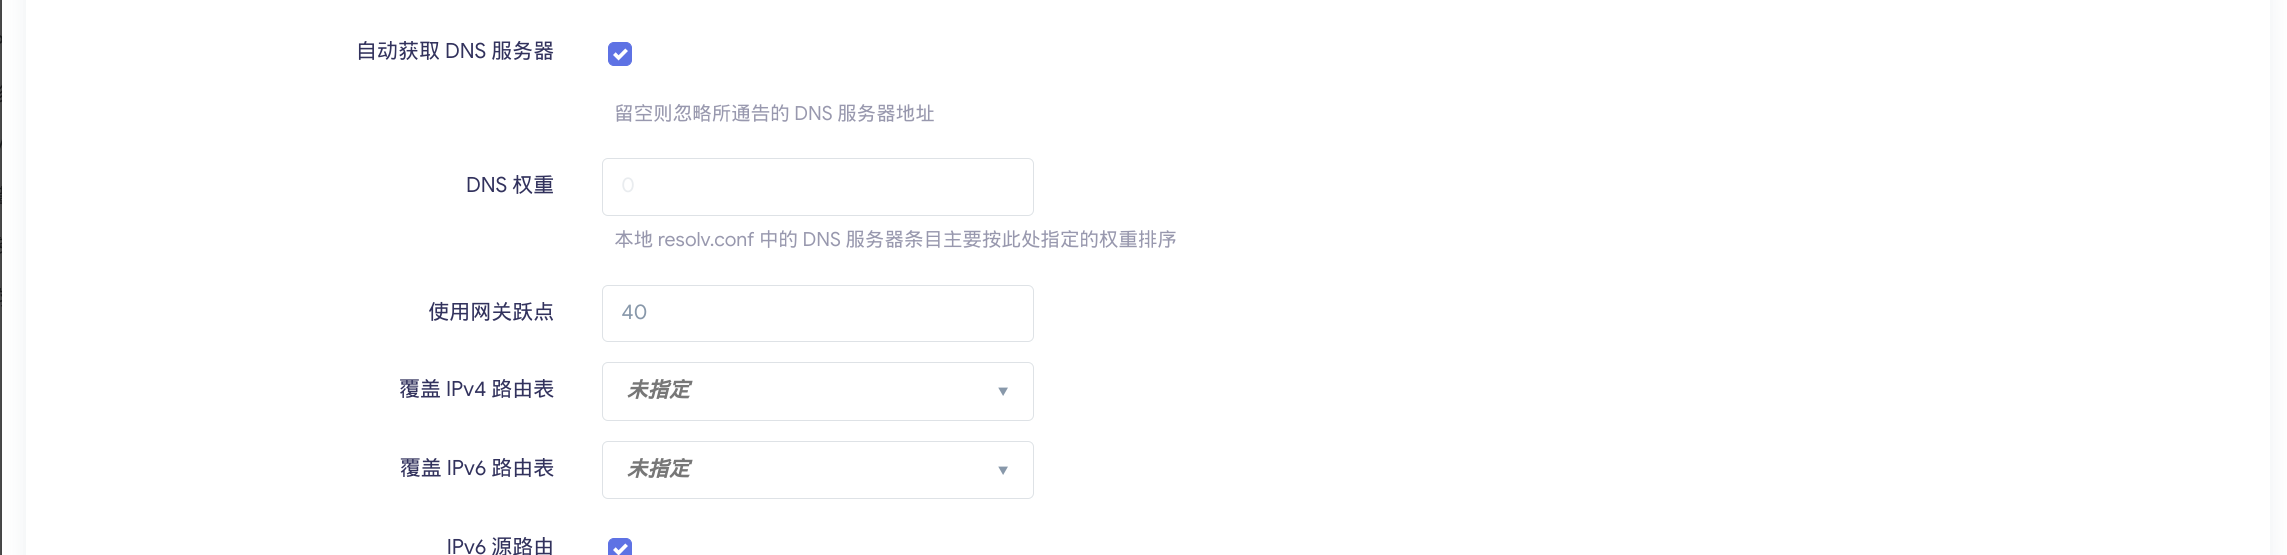 自动获取 DNS 服务器
留空则忽略所通告的 DNS 服务器地址
DNS 权重
0
本地 resolv.conf 中的 DNS 服务器条目主要按此处指定的权重排序
使用网关跃点
40
覆盖 IPv4 路由表
未指定
覆盖 IPv6 路由表
未指定
IPv6 源路由